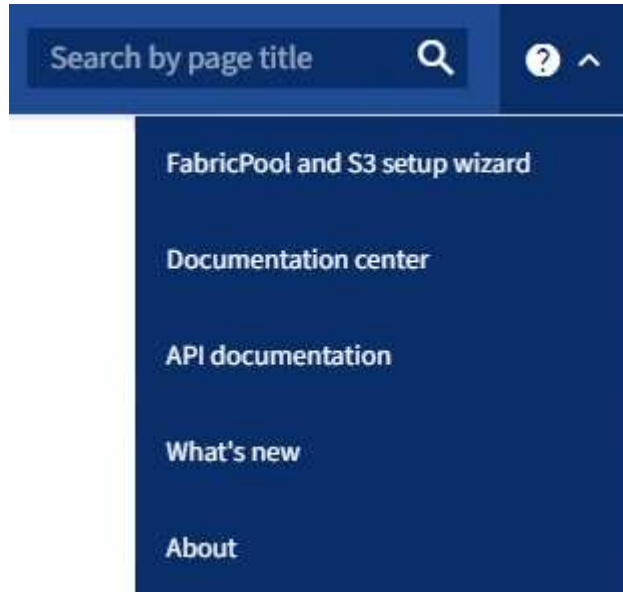 Search by page title
FabricPool and S3 setup wizard
Documentation center
API documentation
What's new
About